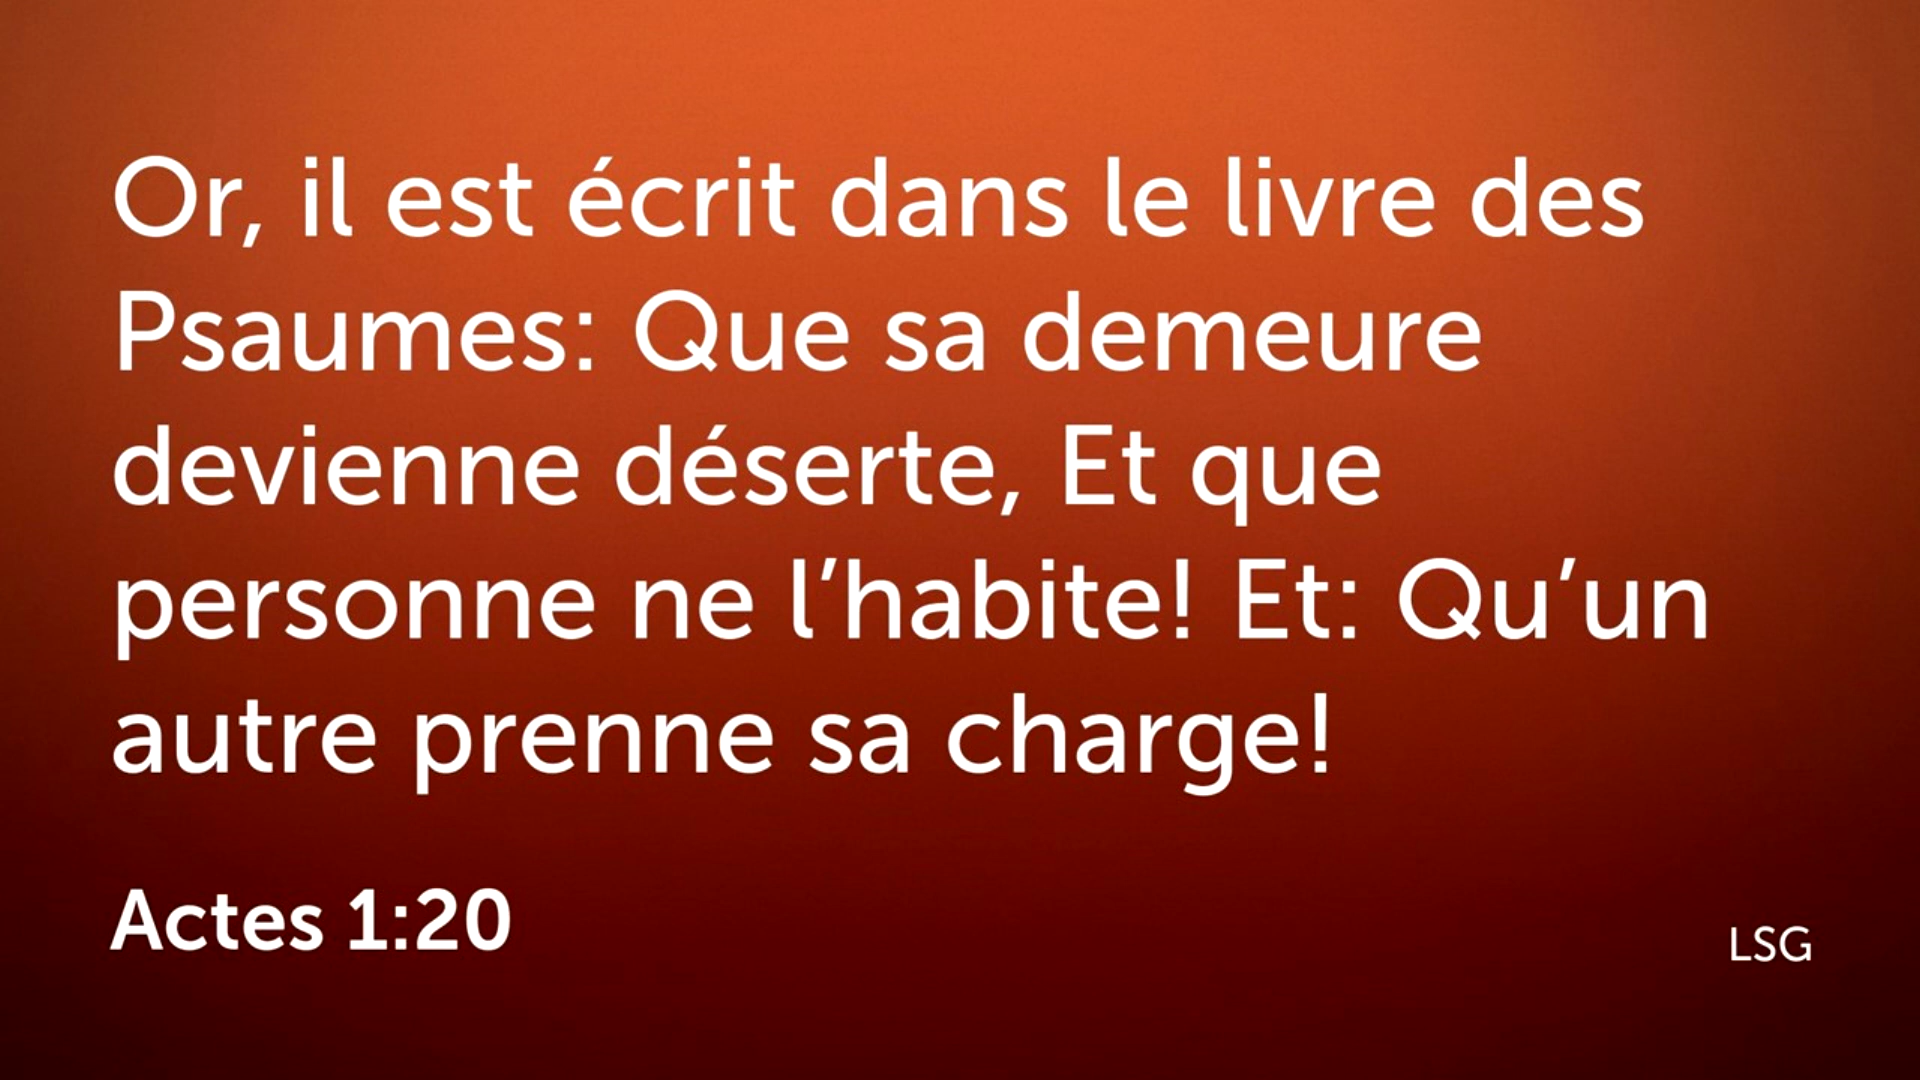 Or, il est écrit dans le livre des
Psaumes: Que sa demeure
devienne déserte, Et que
personne ne l’habite! Et: Qu’un
autre prenne sa charge!
Actes 1:20
LSG